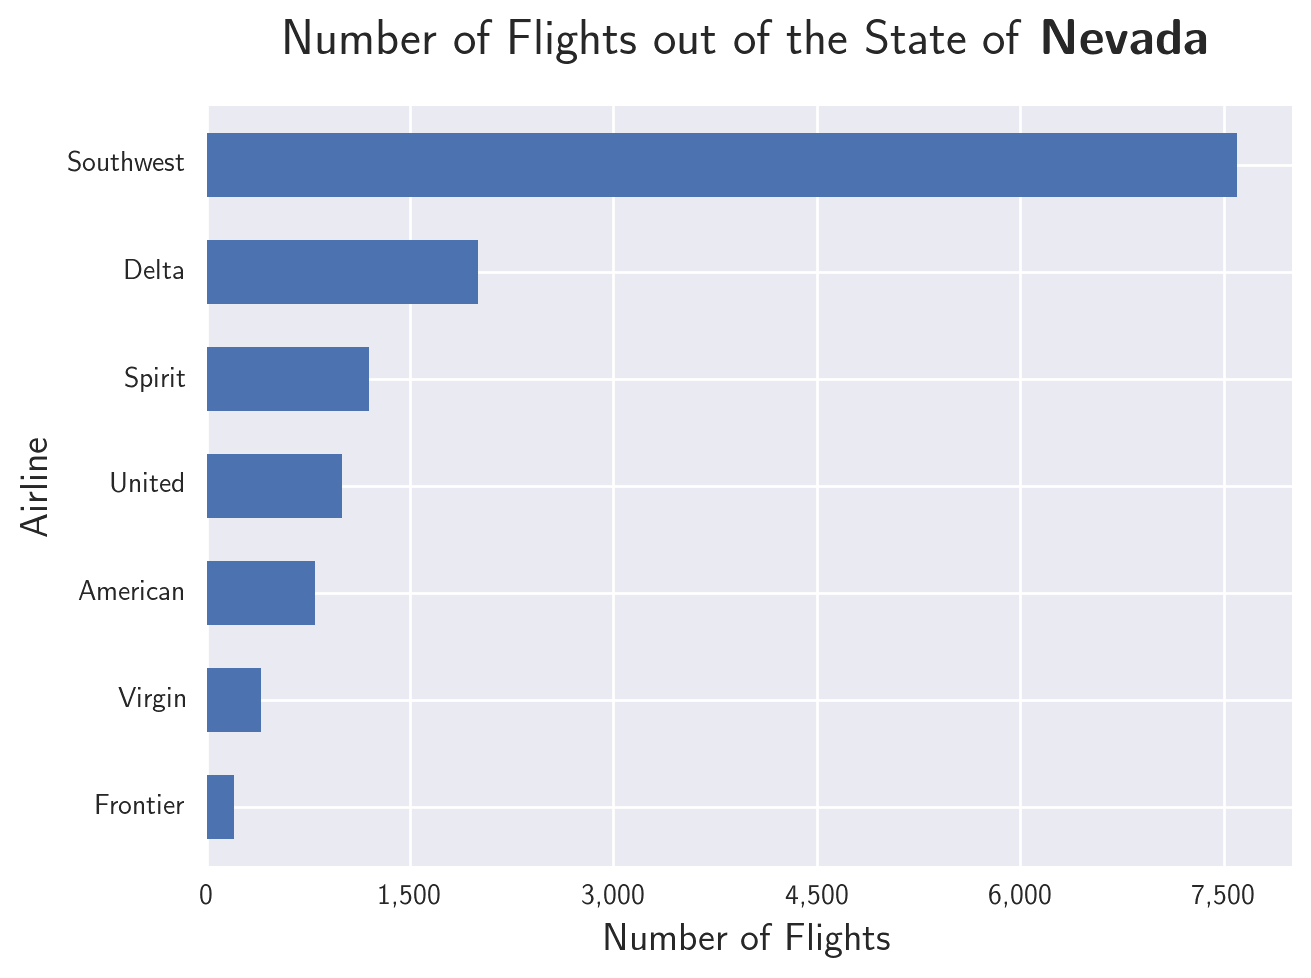 Number of Flights out of the State of Nevada
Southwest
Delta
Spirit
United
American
Virgin
Frontier
Airline
0 1,500 3,000 4,500 6,000 7,500
Number of Flights